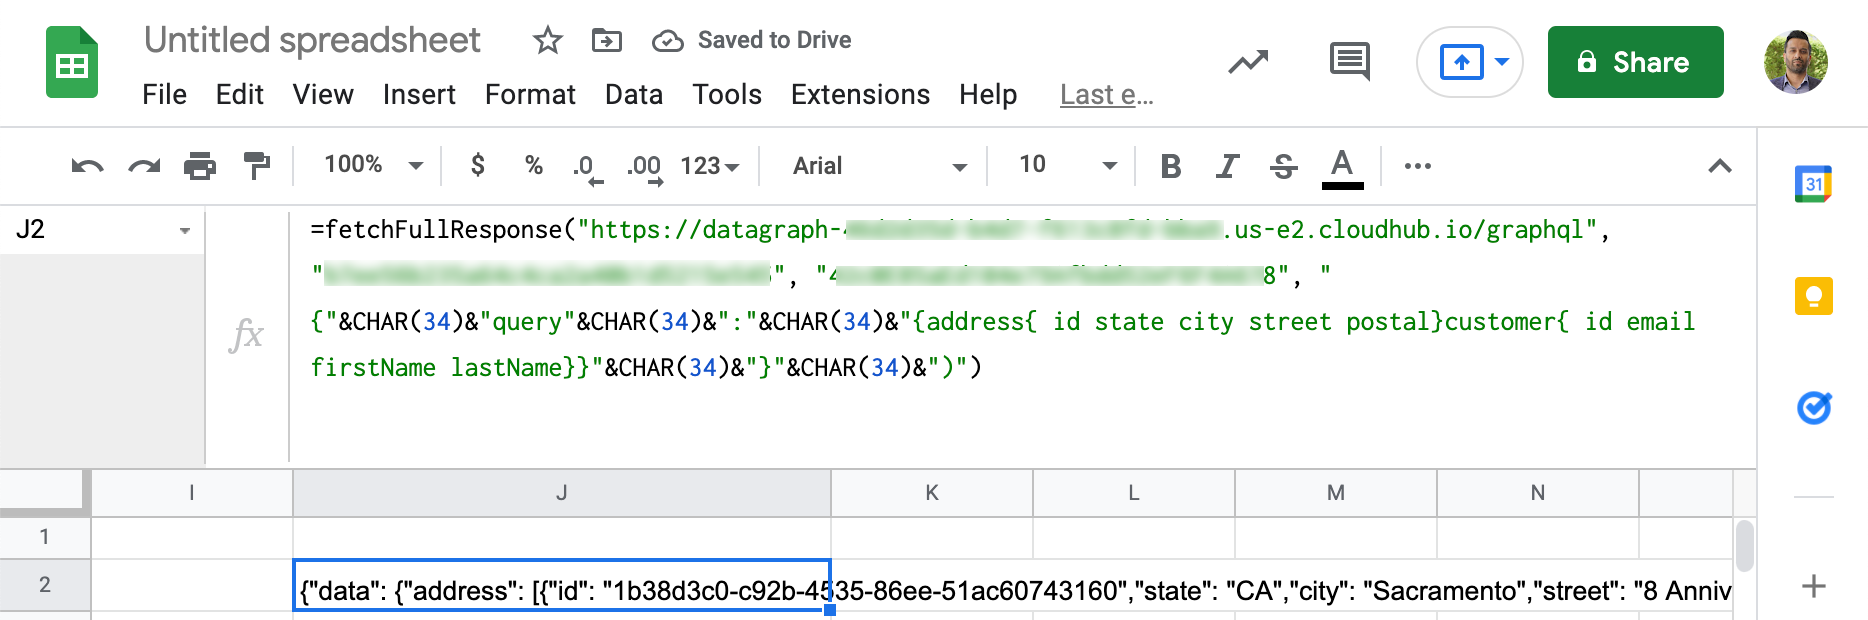 Untitled spreadsheet Saved to Drive
File Edit View Insert Format Data Tools Extensions Help Last e…
Share
100% $ % .0 .00 123 Arial 10 B I S A
31
J2
=fetchFullResponse("https://datagraph- .us-e2.cloudhub.io/graphql",
" ", "4 8", "
{"&CHAR(34)&"query"&CHAR(34)&":"&CHAR(34)&"{address{ id state city street postal}customer{ id email
firstName lastName}}"&CHAR(34)&"}"&CHAR(34)&")")
fx
I J K L M N
1
2 {"data": {"address": [{"id": "1b38d3c0-c92b-4535-86ee-51ac60743160","state": "CA","city": "Sacramento","street": "8 Anniv